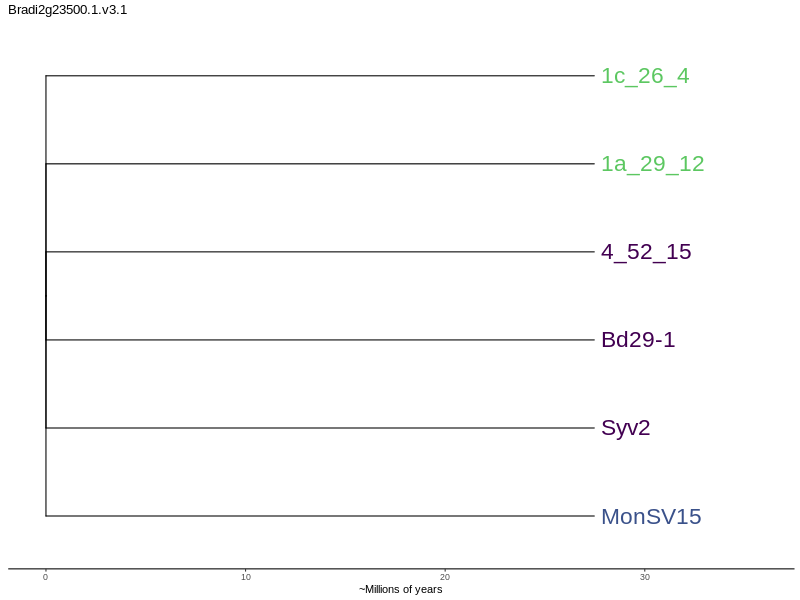 Bradi2g23500.1.v3.1
1c_26_4
1a_29_12
4_52_15
Bd29-1
Syv2
MonSV15
0 10 20 30
~Millions of years